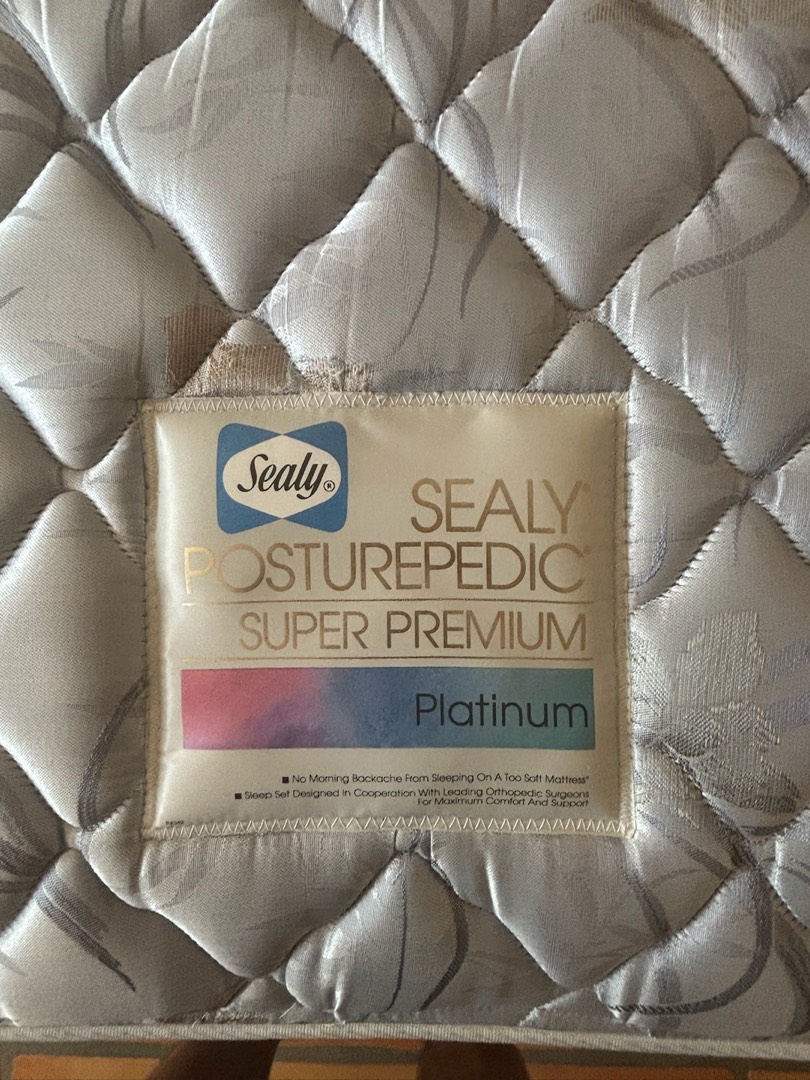 Sealy®
SEALY®
POSTUREPEDIC®
SUPER PREMIUM
Platinum
■ No Morning Backache From Sleeping On A Too Soft Mattress®
■ Sleep Set Designed In Cooperation With Leading Orthopedic Surgeons
For Maximum Comfort And Support